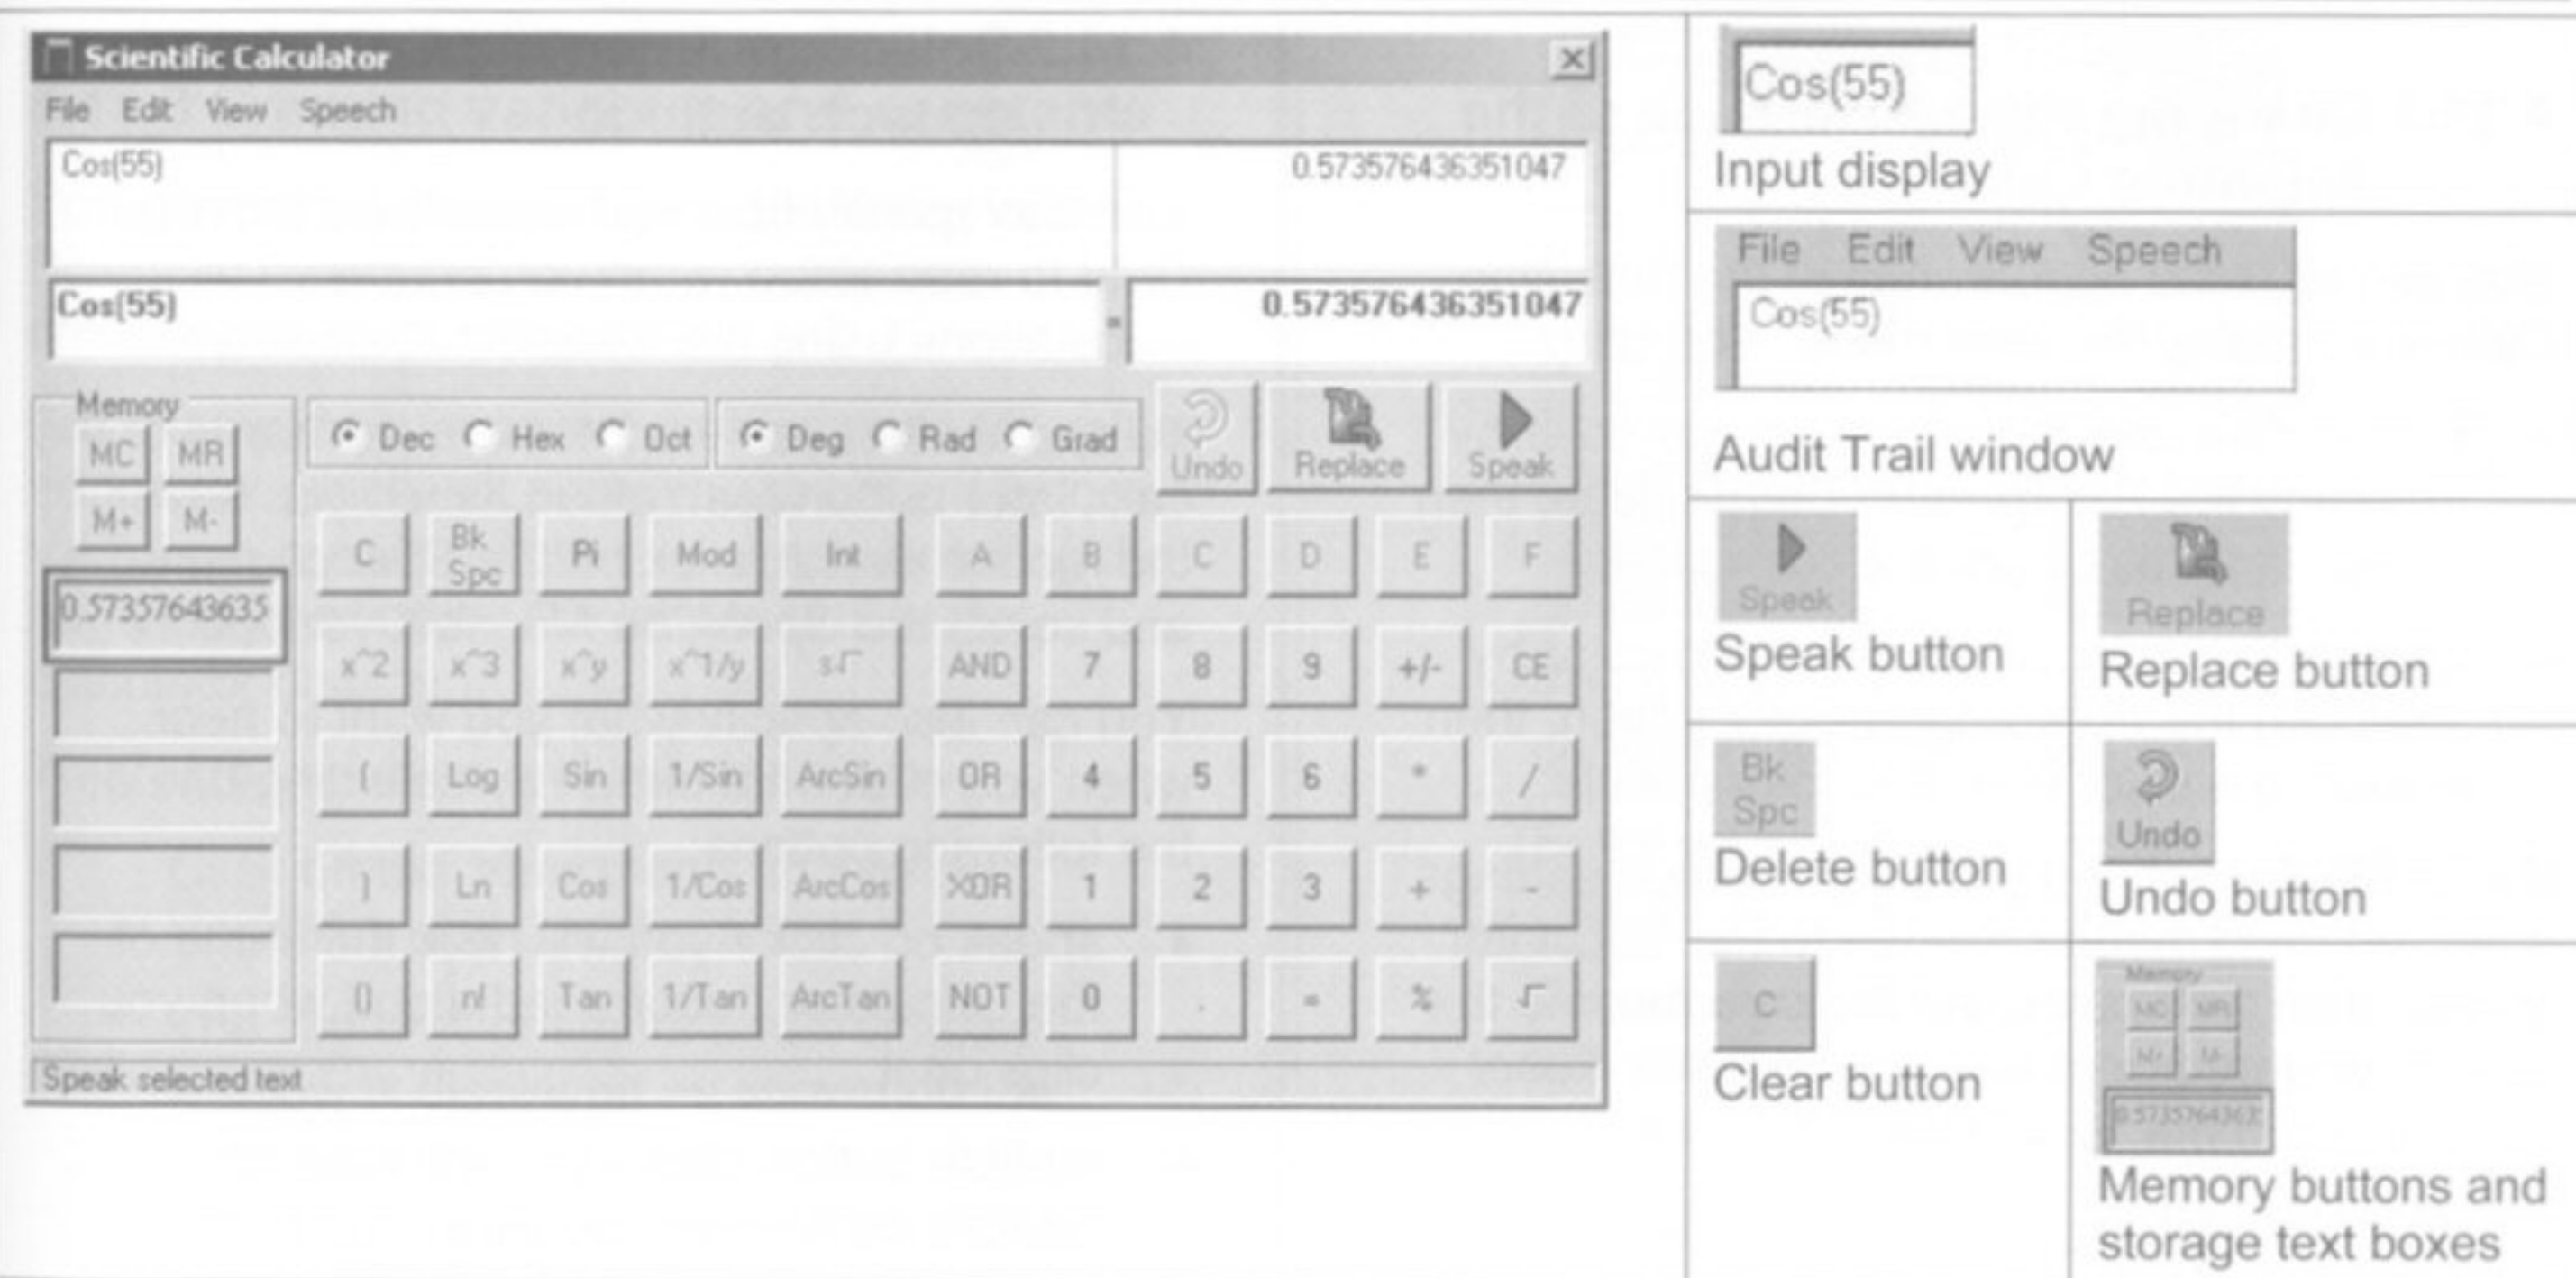 Scientific Calculator
File Edit View Speech
Cos(55) 0.573576436351047
Cos(55) = 0.573576436351047
Memory
MC MR
M+ M-
0.57357643635
Dec Hex Oct Deg Rad Grad
Undo Replace Speak
C Bk Spc Pi Mod Int A B C D E F
x^2 x^3 x^y x^1/y s√ AND 7 8 9 +/- CE
( Log Sin 1/Sin ArcSin OR 4 5 6 * /
) Ln Cos 1/Cos ArcCos XOR 1 2 3 + -
() n! Tan 1/Tan ArcTan NOT 0 . = % √
Speak selected text
Cos(55)
Input display
File Edit View Speech
Cos(55)
Audit Trail window
Speak
Speak button
Replace
Replace button
Bk
Spc
Delete button
Undo
Undo button
C
Clear button
Memory
MC MR
M+ M-
0.57357643635
Memory buttons and
storage text boxes